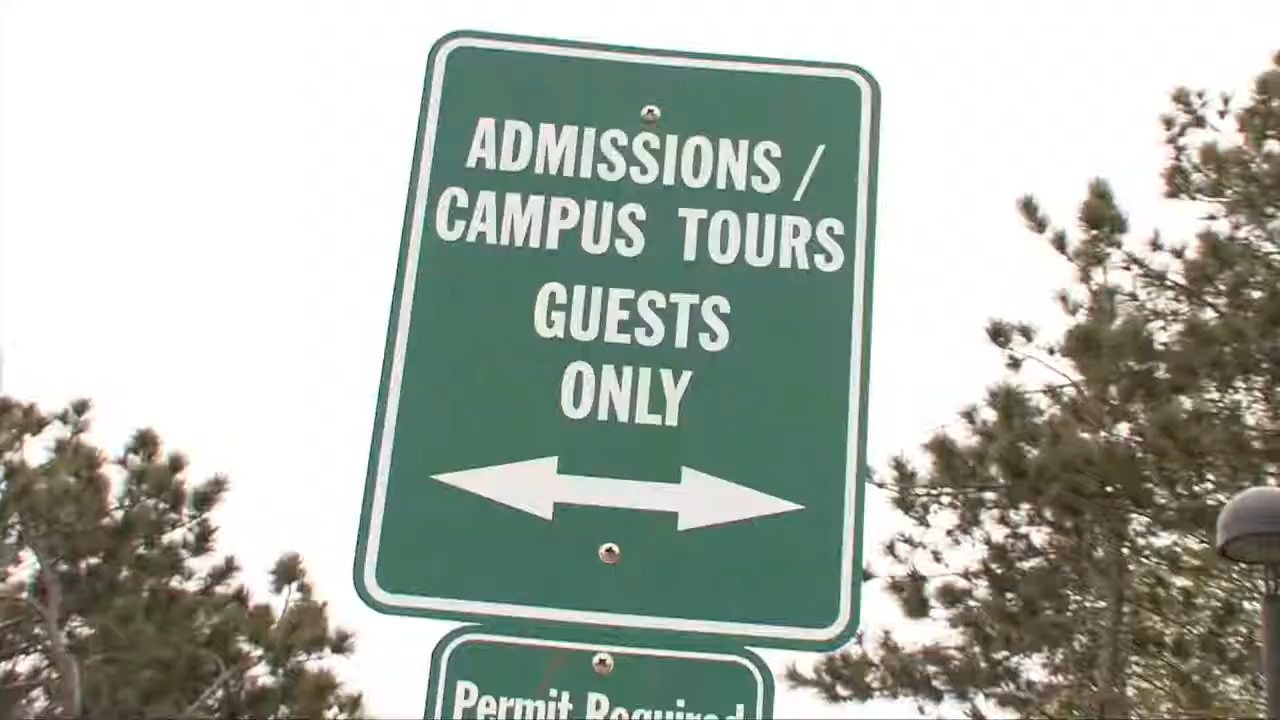 ADMISSIONS /
CAMPUS TOURS
GUESTS
ONLY
Permit Required